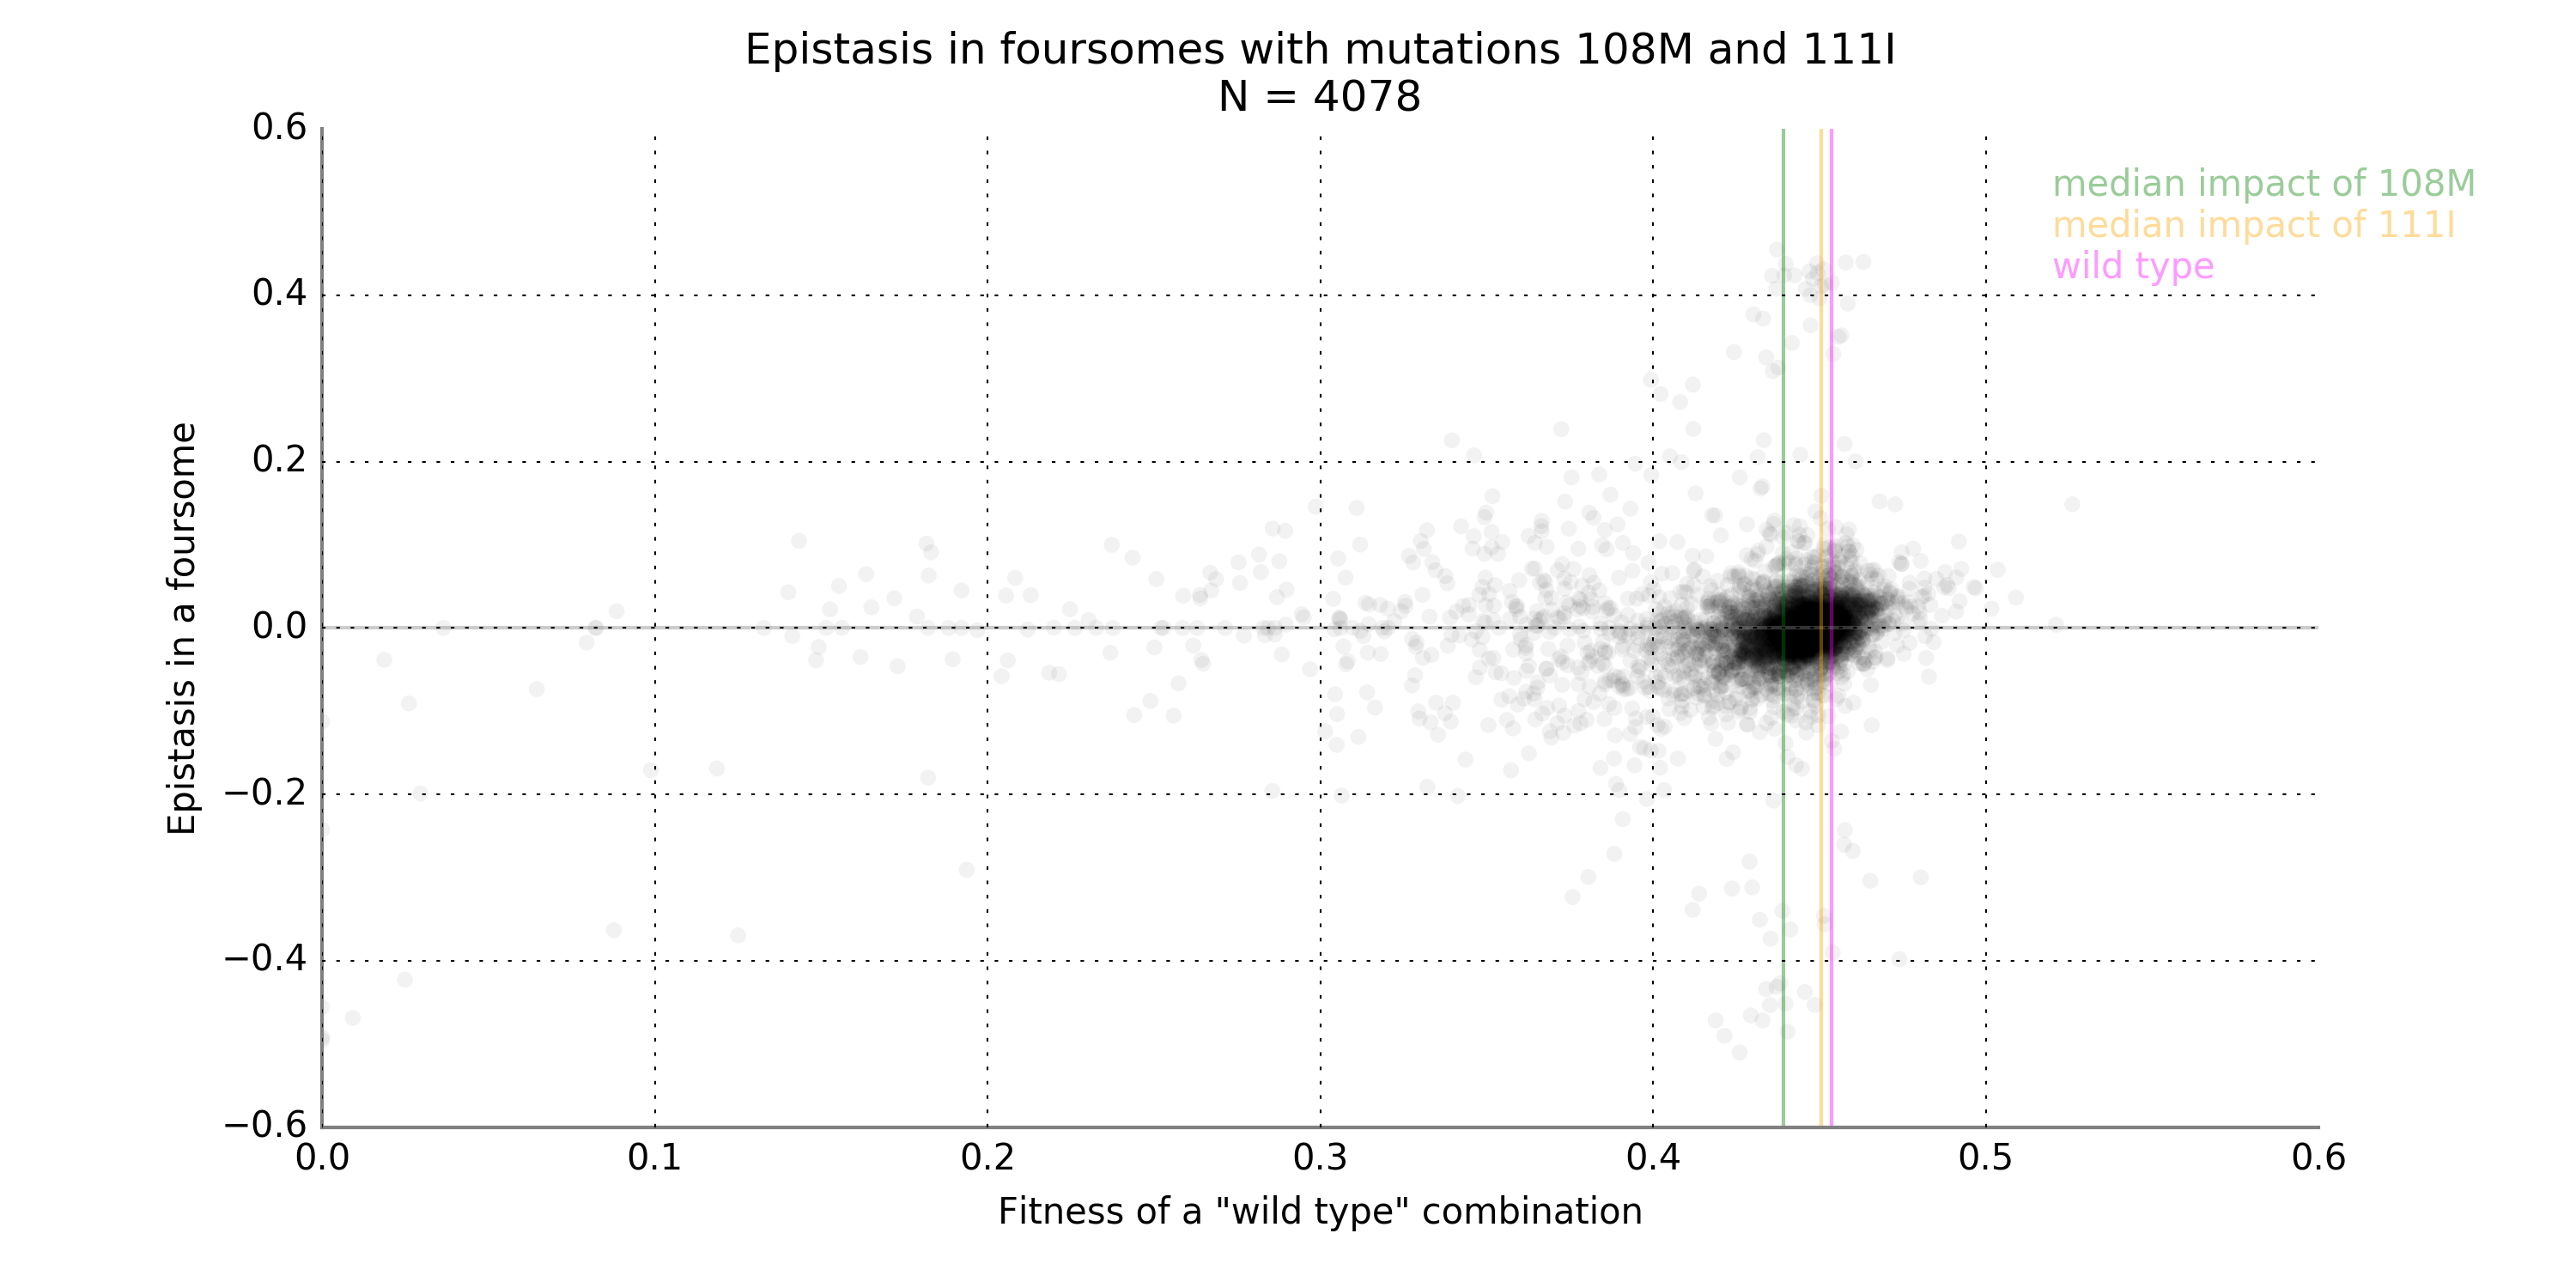 Epistasis in foursomes with mutations 108M and 111I
N = 4078
0.6
0.4
0.2
0.0
−0.2
−0.4
−0.6
Epistasis in a foursome
median impact of 108M
median impact of 111I
wild type
0.0 0.1 0.2 0.3 0.4 0.5 0.6
Fitness of a "wild type" combination